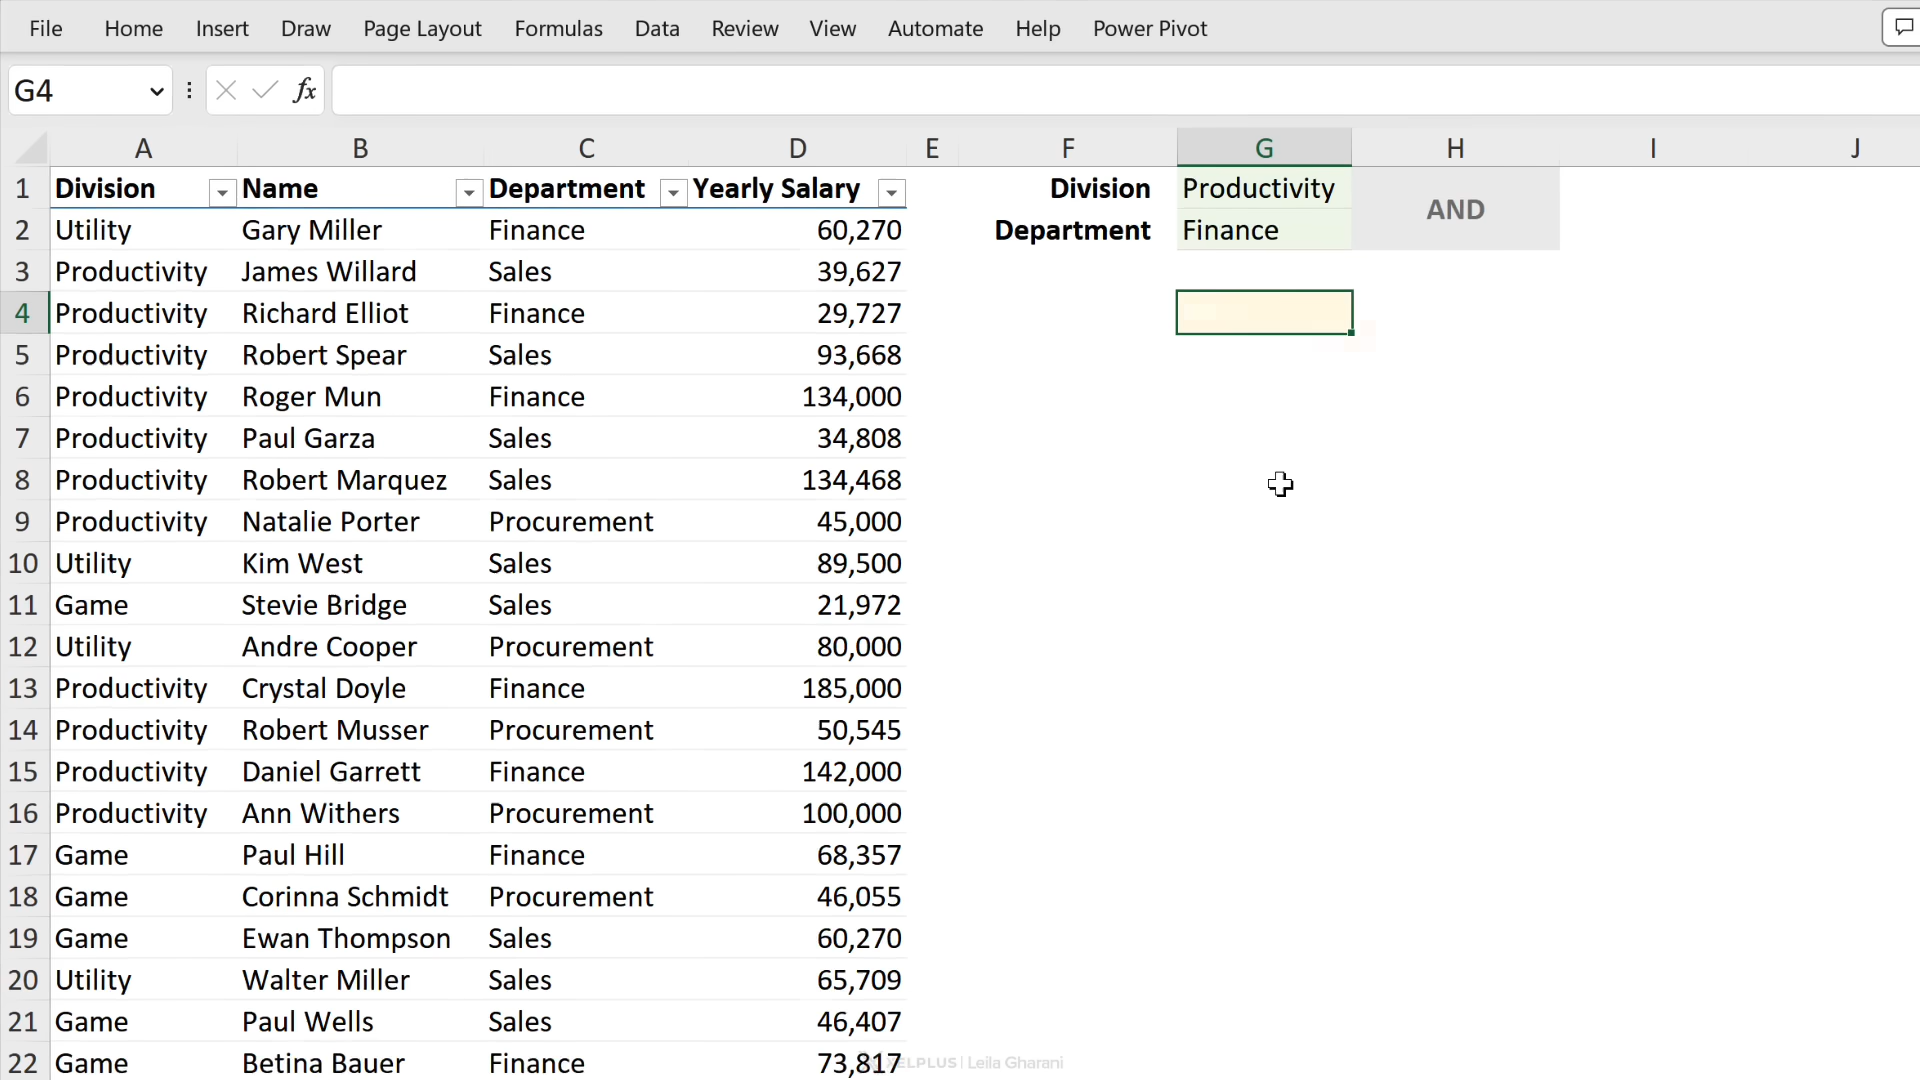 File Home Insert Draw Page Layout Formulas Data Review View Automate Help Power Pivot
G4 fx
A B C D E F G H I J
1 Division Name Department Yearly Salary Division Productivity AND
2 Utility Gary Miller Finance 60,270 Department Finance
3 Productivity James Willard Sales 39,627
4 Productivity Richard Elliot Finance 29,727
5 Productivity Robert Spear Sales 93,668
6 Productivity Roger Mun Finance 134,000
7 Productivity Paul Garza Sales 34,808
8 Productivity Robert Marquez Sales 134,468
9 Productivity Natalie Porter Procurement 45,000
10 Utility Kim West Sales 89,500
11 Game Stevie Bridge Sales 21,972
12 Utility Andre Cooper Procurement 80,000
13 Productivity Crystal Doyle Finance 185,000
14 Productivity Robert Musser Procurement 50,545
15 Productivity Daniel Garrett Finance 142,000
16 Productivity Ann Withers Procurement 100,000
17 Game Paul Hill Finance 68,357
18 Game Corinna Schmidt Procurement 46,055
19 Game Ewan Thompson Sales 60,270
20 Utility Walter Miller Sales 65,709
21 Game Paul Wells Sales 46,407
22 Game Betina Bauer Finance 73,817
Leila Gharani